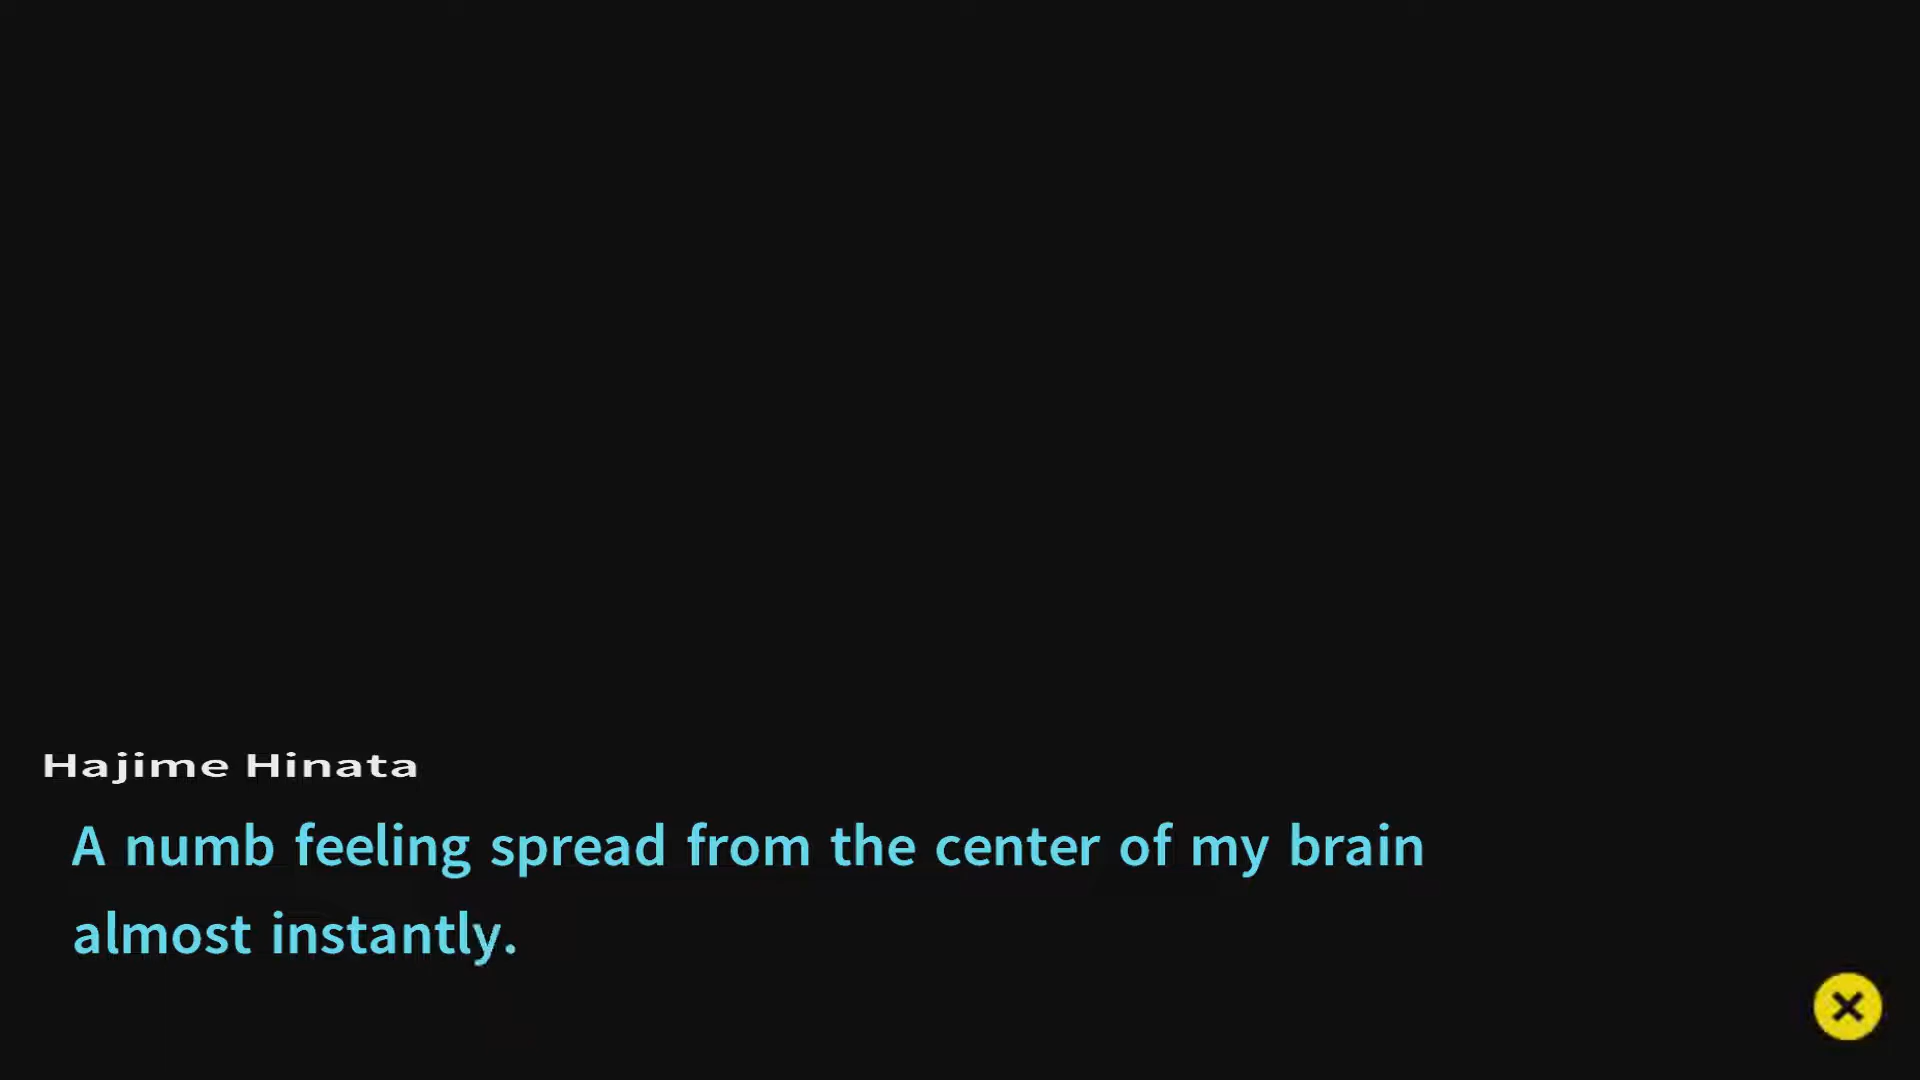 Hajime Hinata
A numb feeling spread from the center of my brain
almost instantly.